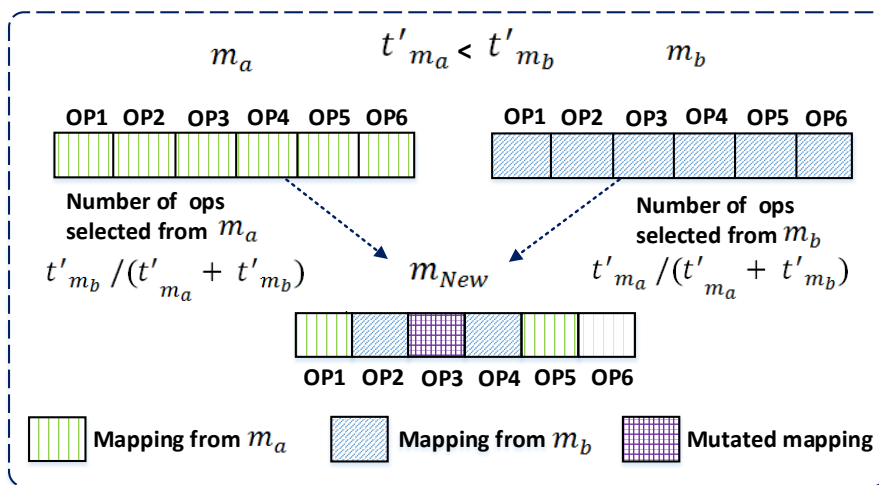 m_a t'_{m_a} < t'_{m_b} m_b
OP1 OP2 OP3 OP4 OP5 OP6
OP1 OP2 OP3 OP4 OP5 OP6
Number of ops
selected from m_a
t'_{m_b} /(t'_{m_a} + t'_{m_b})
Number of ops
selected from m_b
t'_{m_a} /(t'_{m_a} + t'_{m_b})
m_{New}
OP1 OP2 OP3 OP4 OP5 OP6
Mapping from m_a
Mapping from m_b
Mutated mapping